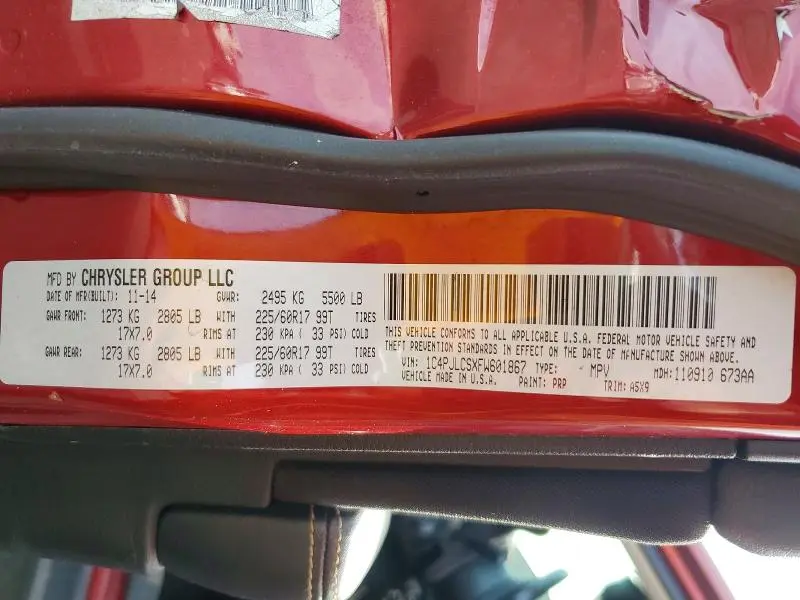 MFD BY CHRYSLER GROUP LLC
DATE OF MFR(BUILT): 11-14 GVWR: 2495 KG 5500 LB
GAWR FRONT: 1273 KG 2805 LB WITH 225/60R17 99T TIRES
17X7.0 RIMS AT 230 KPA ( 33 PSI) COLD
GAWR REAR: 1273 KG 2805 LB WITH 225/60R17 99T TIRES
17X7.0 RIMS AT 230 KPA ( 33 PSI) COLD
THIS VEHICLE CONFORMS TO ALL APPLICABLE U.S.A. FEDERAL MOTOR VEHICLE SAFETY AND
THEFT PREVENTION STANDARDS IN EFFECT ON THE DATE OF MANUFACTURE SHOWN ABOVE.
VIN: 1C4PJLCSXFW601867 TYPE: MPV MDH: 110910 673AA
VEHICLE MADE IN U.S.A. PAINT: PRP TRIM: A5X9